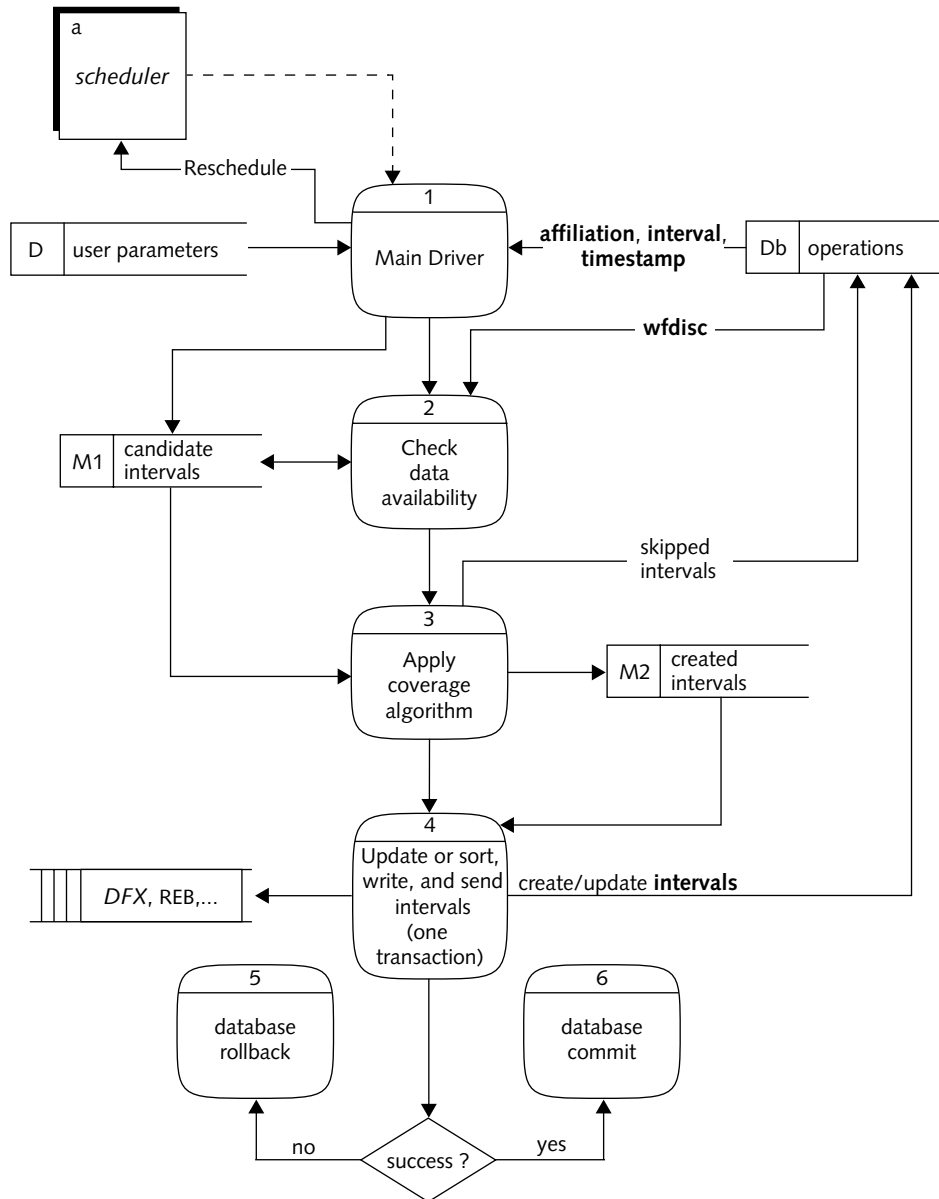 a
scheduler
Reschedule
1
Main Driver
D
user parameters
affiliation, interval,
timestamp
Db
operations
wfdisc
2
Check
data
availability
M1
candidate
intervals
skipped
intervals
3
Apply
coverage
algorithm
M2
created
intervals
4
Update or sort,
write, and send
intervals
(one
transaction)
create/update intervals
DFX, REB,...
5
database
rollback
6
database
commit
no
success ?
yes